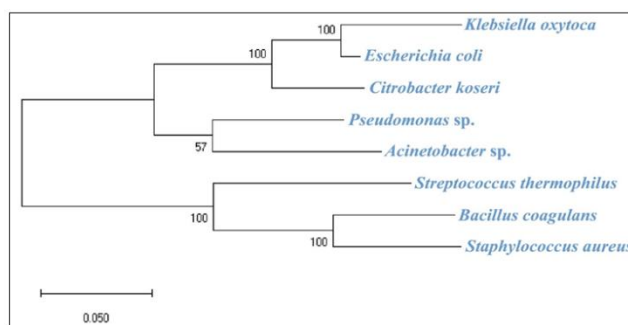 Klebsiella oxytoca
100
Escherichia coli
100
Citrobacter koseri
Pseudomonas sp.
57
Acinetobacter sp.
Streptococcus thermophilus
100
Bacillus coagulans
100
Staphylococcus aureus
0.050